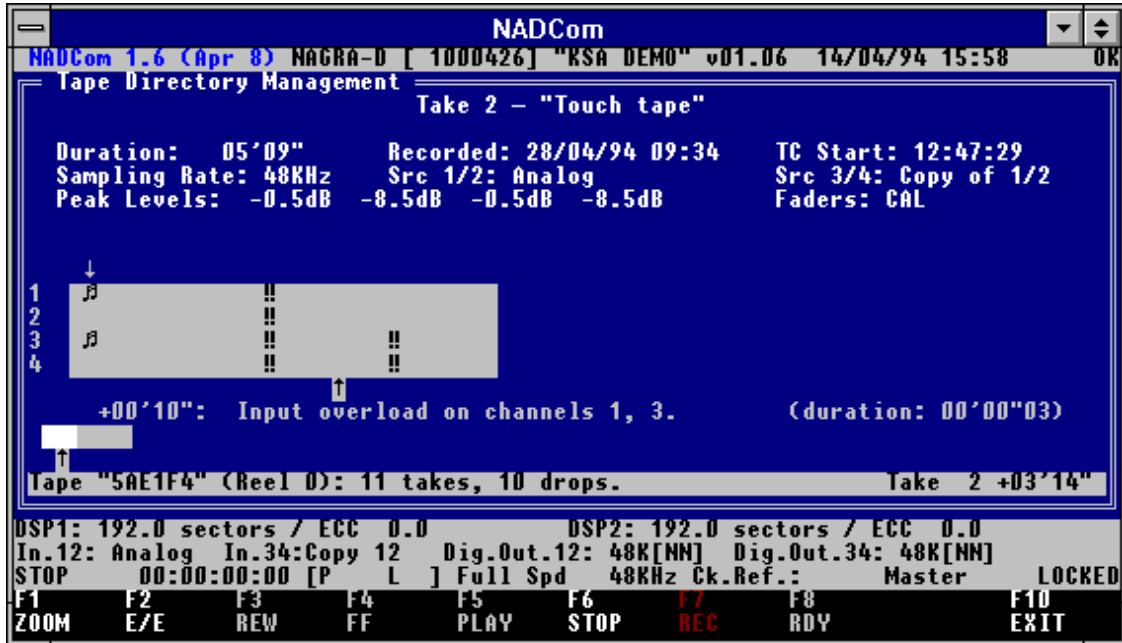 NADCom
NADCom 1.6 (Apr 8) NAGRA-D [ 1000426] "KSA DEMO" v01.06 14/04/94 15:58 OK
Tape Directory Management
Take 2 – "Touch tape"
Duration: 05'09" Recorded: 28/04/94 09:34 TC Start: 12:47:29
Sampling Rate: 48KHz Src 1/2: Analog Src 3/4: Copy of 1/2
Peak Levels: -0.5dB -8.5dB -0.5dB -8.5dB Faders: CAL
↓
1 ♬ ‼
2 ‼
3 ♬ ‼ ‼
4 ‼ ‼
↑
+00'10": Input overload on channels 1, 3. (duration: 00'00"03)
↑
Tape "5AE1F4" (Reel D): 11 takes, 10 drops. Take 2 +03'14"
DSP1: 192.0 sectors / ECC 0.0 DSP2: 192.0 sectors / ECC 0.0
In.12: Analog In.34:Copy 12 Dig.Out.12: 48K[NN] Dig.Out.34: 48K[NN]
STOP 00:00:00:00 [P L ] Full Spd 48KHz Ck.Ref.: Master LOCKED
F1 F2 F3 F4 F5 F6 F7 F8 F10
ZOOM E/E REW FF PLAY STOP REC RDY EXIT